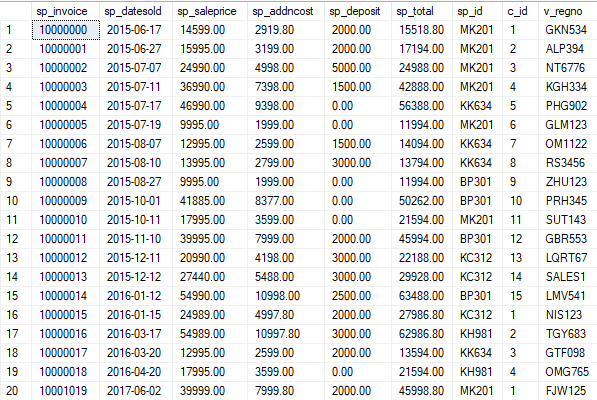 sp_invoice sp_datesold sp_saleprice sp_addncost sp_deposit sp_total sp_id c_id v_regno
1 10000000 2015-06-17 14599.00 2919.80 2000.00 15518.80 MK201 1 GKN534
2 10000001 2015-06-27 15995.00 3199.00 2000.00 17194.00 MK201 2 ALP394
3 10000002 2015-07-07 24990.00 4998.00 5000.00 24988.00 MK201 3 NT6776
4 10000003 2015-07-11 36990.00 7398.00 1500.00 42888.00 MK201 4 KGH334
5 10000004 2015-07-17 46990.00 9398.00 0.00 56388.00 KK634 5 PHG902
6 10000005 2015-07-19 9995.00 1999.00 0.00 11994.00 MK201 6 GLM123
7 10000006 2015-08-07 12995.00 2599.00 1500.00 14094.00 KK634 7 OM1122
8 10000007 2015-08-10 13995.00 2799.00 3000.00 13794.00 KK634 8 RS3456
9 10000008 2015-08-27 9995.00 1999.00 0.00 11994.00 BP301 9 ZHU123
10 10000009 2015-10-01 41885.00 8377.00 0.00 50262.00 BP301 10 PRH345
11 10000010 2015-10-11 17995.00 3599.00 0.00 21594.00 MK201 11 SUT143
12 10000011 2015-11-10 39995.00 7999.00 2000.00 45994.00 BP301 12 GBR553
13 10000012 2015-12-11 20990.00 4198.00 3000.00 22188.00 KC312 13 LQRT67
14 10000013 2015-12-12 27440.00 5488.00 3000.00 29928.00 KC312 14 SALES1
15 10000014 2016-01-12 54990.00 10998.00 2500.00 63488.00 BP301 15 LMV541
16 10000015 2016-01-15 24989.00 4997.80 2000.00 27986.80 KC312 1 NIS123
17 10000016 2016-03-17 54989.00 10997.80 3000.00 62986.80 KH981 2 TGY683
18 10000017 2016-03-20 12995.00 2599.00 2000.00 13594.00 KK634 3 GTF098
19 10000018 2016-04-20 17995.00 3599.00 0.00 21594.00 KH981 4 OMG765
20 10001019 2017-06-02 39999.00 7999.80 2000.00 45998.80 MK201 1 FJW125